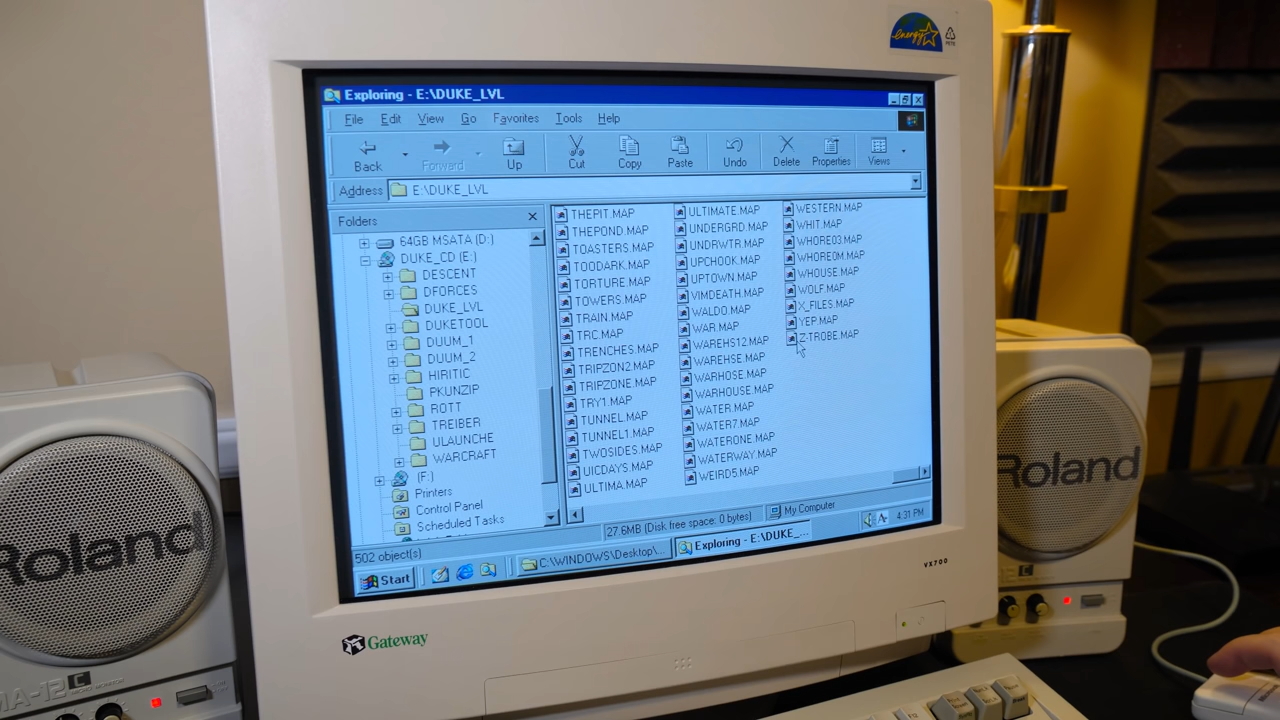 energy
PETE
Exploring - E:\DUKE_LVL
File Edit View Go Favorites Tools Help
Back Forward Up Cut Copy Paste Undo Delete Properties Views
Address E:\DUKE_LVL
Folders
64GB MSATA (D:)
DUKE_CD (E:)
DESCENT
DFORCES
DUKE_LVL
DUKETOOL
DUUM_1
DUUM_2
HIRITIC
PKUNZIP
ROTT
TREIBER
ULAUNCHE
WARCRAFT
(F:)
Printers
Control Panel
Scheduled Tasks
THEPIT.MAP
THEPOND.MAP
TOASTERS.MAP
TOODARK.MAP
TORTURE.MAP
TOWERS.MAP
TRAIN.MAP
TRC.MAP
TRENCHES.MAP
TRIPZON2.MAP
TRIPZONE.MAP
TRY1.MAP
TUNNEL.MAP
TUNNEL1.MAP
TWOSIDES.MAP
UICDAYS.MAP
ULTIMA.MAP
ULTIMATE.MAP
UNDERGRD.MAP
UNDRWTR.MAP
UPCHOOK.MAP
UPTOWN.MAP
VIMDEATH.MAP
WALDO.MAP
WAR.MAP
WAREHS12.MAP
WAREHSE.MAP
WARHOSE.MAP
WARHOUSE.MAP
WATER.MAP
WATER7.MAP
WATERONE.MAP
WATERWAY.MAP
WEIRD5.MAP
WESTERN.MAP
WHIT.MAP
WHORE03.MAP
WHOREOM.MAP
WHOUSE.MAP
WOLF.MAP
X_FILES.MAP
YEP.MAP
Z-TROBE.MAP
502 object(s) 27.6MB (Disk free space: 0 bytes) My Computer
Start C:\WINDOWS\Desktop\... Exploring - E:\DUKE_... 4:31 PM
VX700
Gateway
Roland
MA-12C
MICRO MONITOR
Roland
C